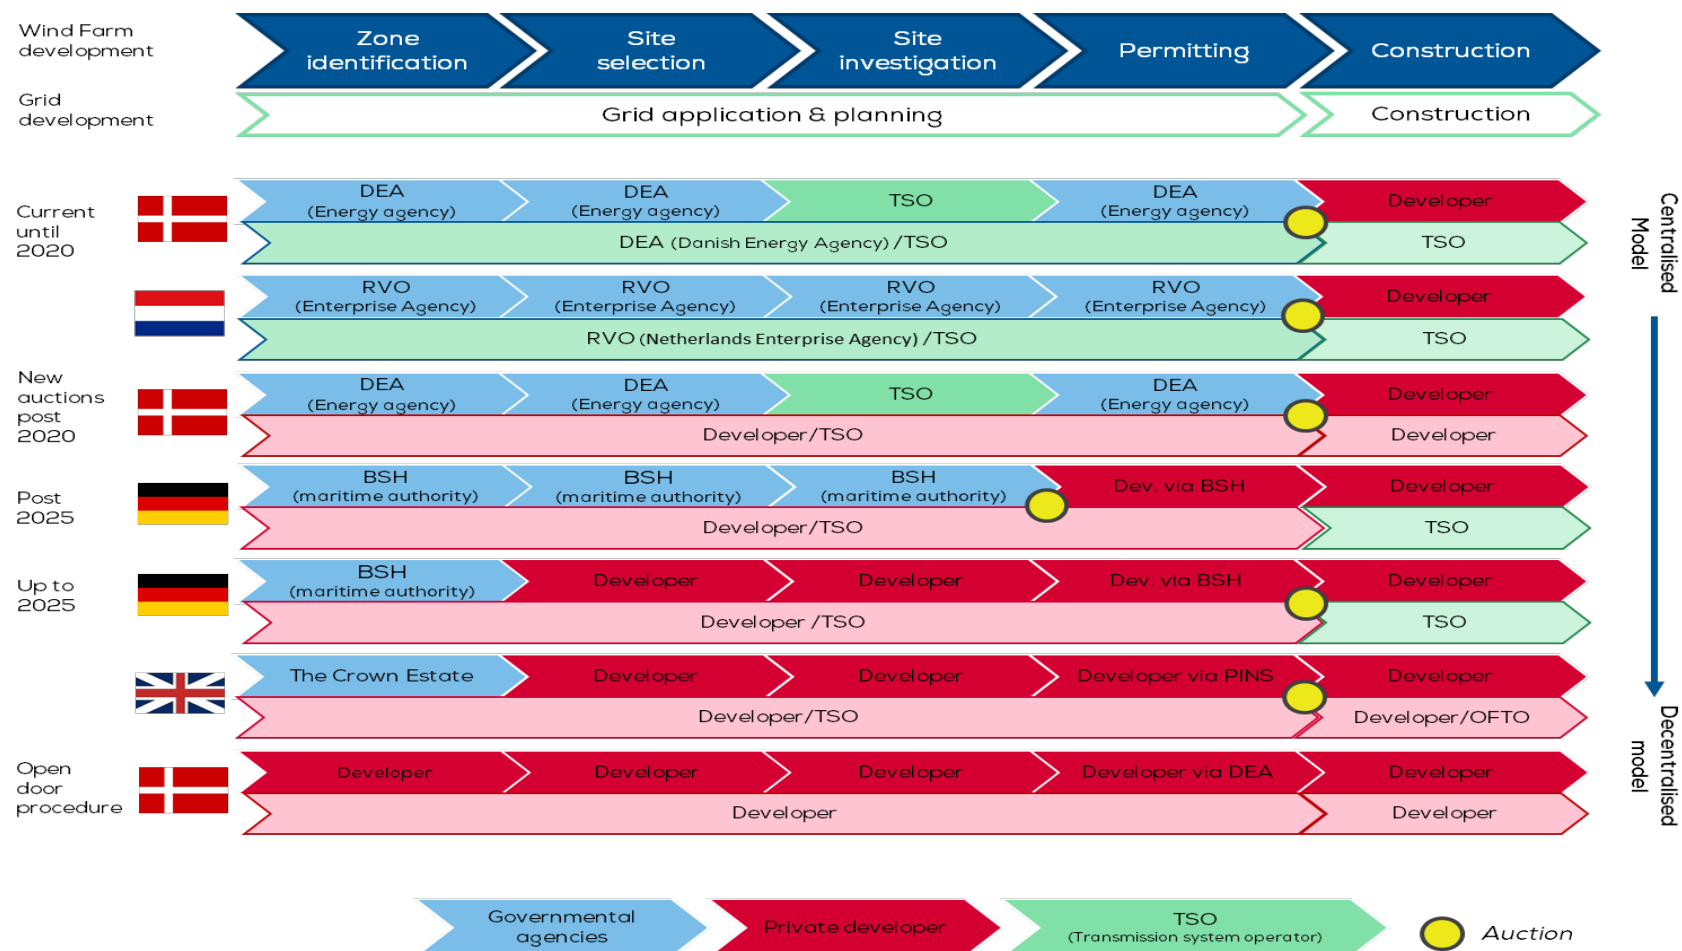 Wind Farm
development
Zone
identification
Site
selection
Site
investigation
Permitting
Construction
Grid
development
Grid application & planning
Construction
Current
until
2020
DEA
(Energy agency)
DEA
(Energy agency)
TSO
DEA
(Energy agency)
Developer
DEA (Danish Energy Agency) /TSO
TSO
RVO
(Enterprise Agency)
RVO
(Enterprise Agency)
RVO
(Enterprise Agency)
RVO
(Enterprise Agency)
Developer
RVO (Netherlands Enterprise Agency) /TSO
TSO
New
auctions
post
2020
DEA
(Energy agency)
DEA
(Energy agency)
TSO
DEA
(Energy agency)
Developer
Developer/TSO
Developer
Post
2025
BSH
(maritime authority)
BSH
(maritime authority)
BSH
(maritime authority)
Dev. via BSH
Developer
Developer/TSO
TSO
Up to
2025
BSH
(maritime authority)
Developer
Developer
Dev. via BSH
Developer
Developer /TSO
TSO
The Crown Estate
Developer
Developer
Developer via PINS
Developer
Developer/TSO
Developer/OFTO
Open
door
procedure
Developer
Developer
Developer
Developer via DEA
Developer
Developer
Developer
Centralised
Model
Decentralised
model
Governmental
agencies
Private developer
TSO
(Transmission system operator)
Auction